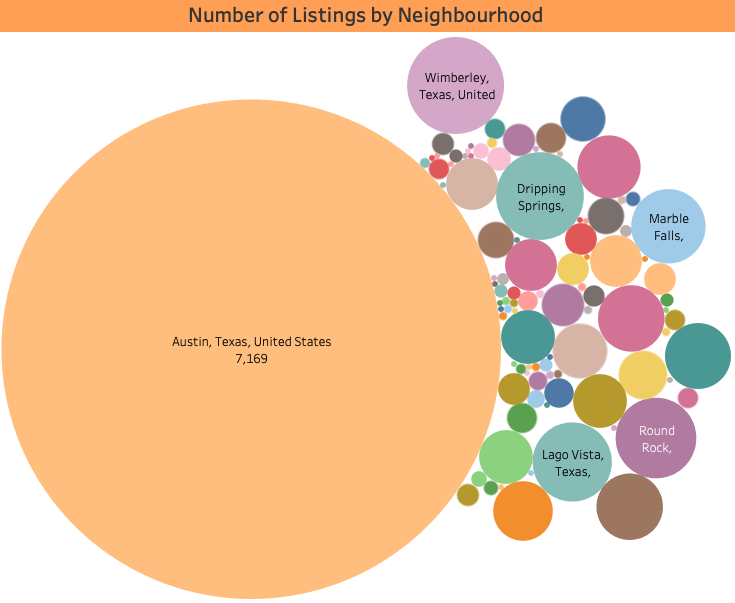 Number of Listings by Neighbourhood
Wimberley,
Texas, United
Dripping
Springs,
Marble
Falls,
Austin, Texas, United States
7,169
Round
Rock,
Lago Vista,
Texas,